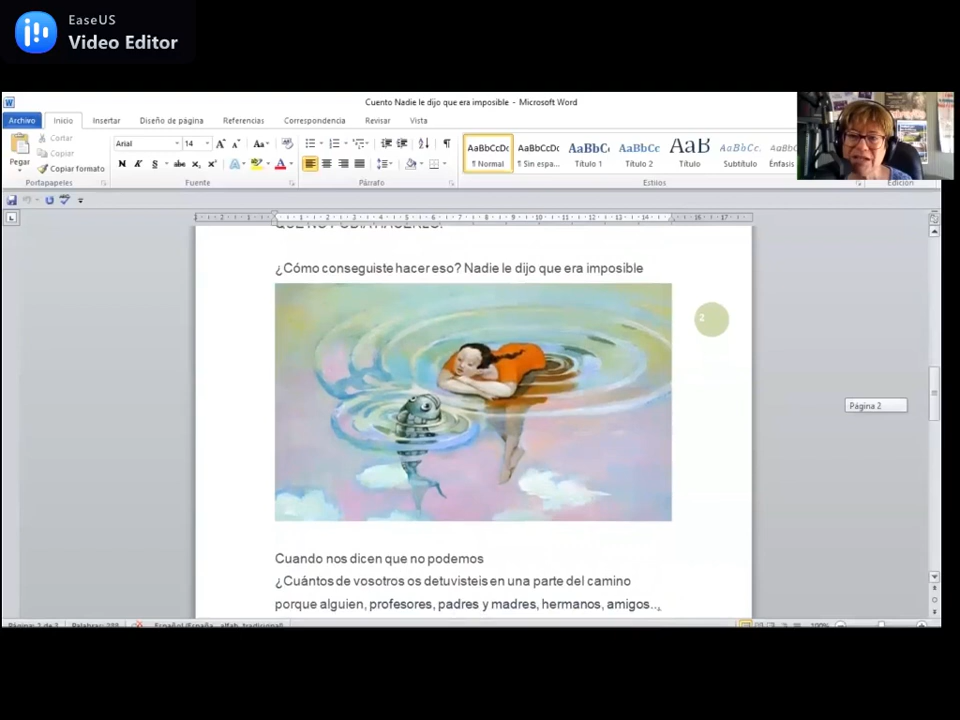 EaseUS
Video Editor
Cuento Nadie le dijo que era imposible - Microsoft Word
Archivo Inicio Insertar Diseño de página Referencias Correspondencia Revisar Vista
Pegar
Cortar
Copiar
Copiar formato
Portapapeles
Arial 14
Fuente
Párrafo
AaBbCcDc AaBbCcDc AaBbC AaBbCc AaB AaBbCc. AaBbCc
¶ Normal ¶ Sin espa... Título 1 Título 2 Título Subtítulo Énfasis
Estilos
Edición
¿Cómo conseguiste hacer eso? Nadie le dijo que era imposible
2
Página 2
Cuando nos dicen que no podemos
¿Cuántos de vosotros os detuvisteis en una parte del camino
porque alguien, profesores, padres y madres, hermanos, amigos..,